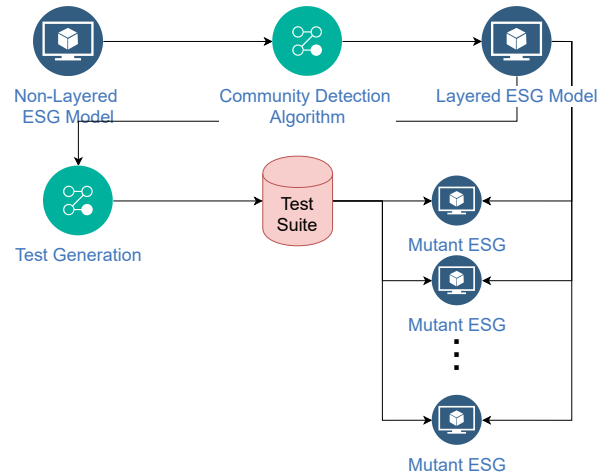 Non-Layered
ESG Model
Community Detection
Algorithm
Layered ESG Model
Test Generation
Test
Suite
Mutant ESG
Mutant ESG
Mutant ESG